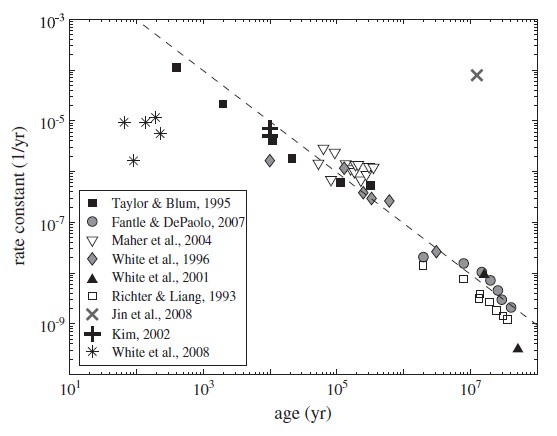 10-3
10-5
10-7
10-9
rate constant (1/yr)
Taylor & Blum, 1995
Fantle & DePaolo, 2007
Maher et al., 2004
White et al., 1996
White et al., 2001
Richter & Liang, 1993
Jin et al., 2008
Kim, 2002
White et al., 2008
101 103 105 107
age (yr)